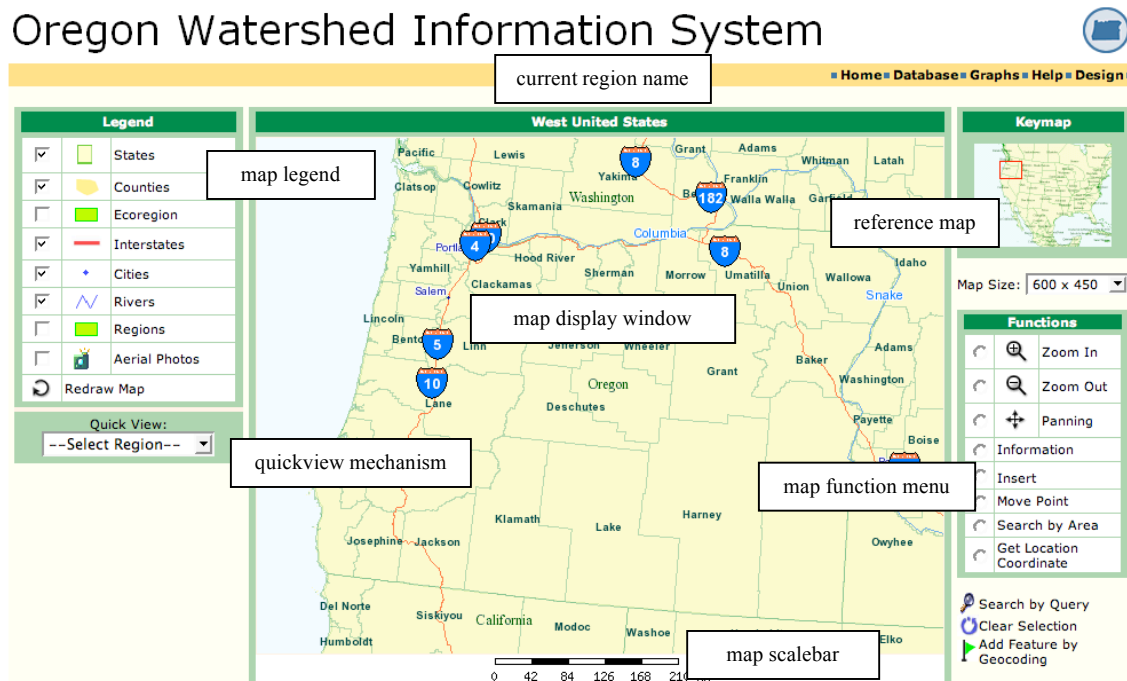 Oregon Watershed Information System
current region name
Home Database Graphs Help Design
Legend
States
Counties
Ecoregion
Interstates
Cities
Rivers
Regions
Aerial Photos
Redraw Map
map legend
Quick View:
--Select Region--
quickview mechanism
West United States
Pacific
Lewis
Grant
Adams
Whitman
Latah
8
Yakima
Franklin
Clatsop
Cowlitz
Washington
182
Walla Walla
Skamania
Clark
Columbia
4
8
Hood River
Idaho
Yamhill
Sherman
Morrow
Umatilla
Wallowa
Clackamas
Union
Salem
Snake
map display window
Lincoln
5
Linn
Jefferson
Wheeler
Adams
Baker
Grant
10
Oregon
Washington
Lane
Deschutes
Payette
Boise
Klamath
Lake
Harney
Josephine
Jackson
Owyhee
Del Norte
Siskiyou
California
Modoc
Washoe
Elko
Humboldt
map scalebar
0 42 84 126 168 210
Keymap
reference map
Map Size: 600 x 450
Functions
Zoom In
Zoom Out
Panning
Information
Insert
Move Point
Search by Area
Get Location
Coordinate
map function menu
Search by Query
Clear Selection
Add Feature by
Geocoding